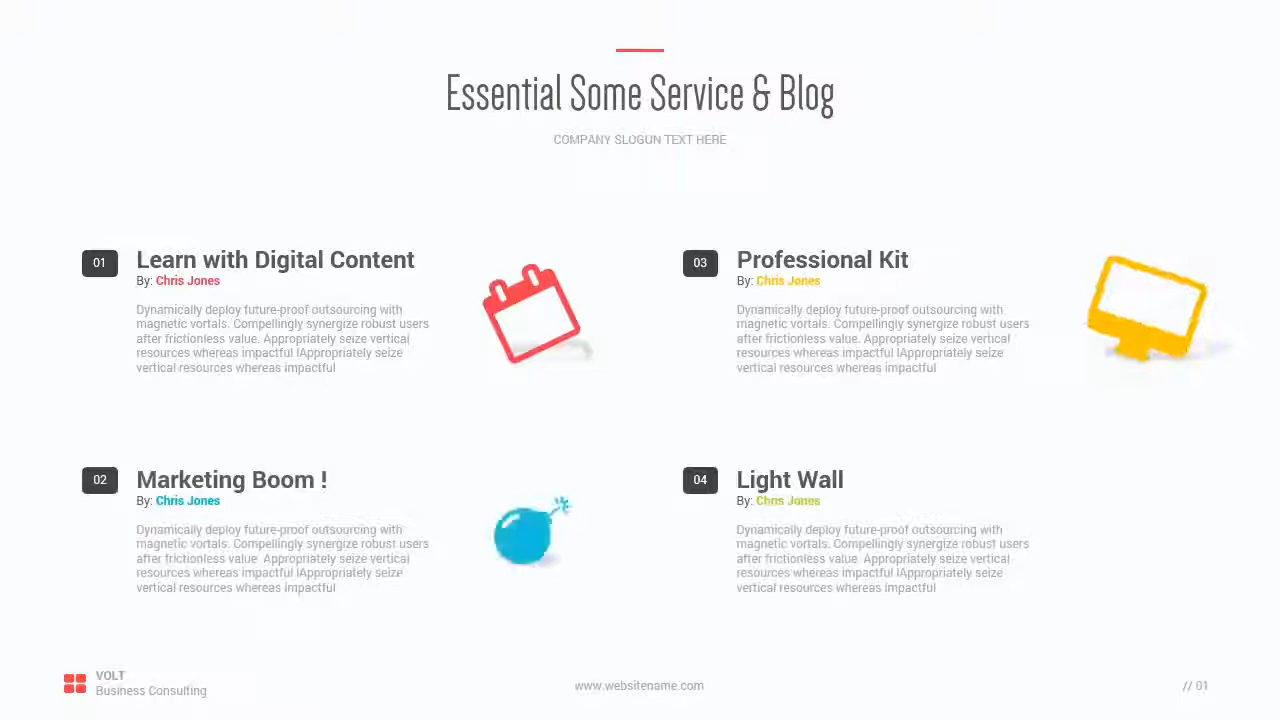 Essential Some Service & Blog
COMPANY SLOGUN TEXT HERE
01
Learn with Digital Content
By: Chris Jones
Dynamically deploy future-proof outsourcing with
magnetic vortals. Compellingly synergize robust users
after frictionless value. Appropriately seize vertical
resources whereas impactful lAppropriately seize
vertical resources whereas impactful
02
Marketing Boom !
By: Chris Jones
Dynamically deploy future-proof outsourcing with
magnetic vortals. Compellingly synergize robust users
after frictionless value. Appropriately seize vertical
resources whereas impactful lAppropriately seize
vertical resources whereas impactful
03
Professional Kit
By: Chris Jones
Dynamically deploy future-proof outsourcing with
magnetic vortals. Compellingly synergize robust users
after frictionless value. Appropriately seize vertical
resources whereas impactful lAppropriately seize
vertical resources whereas impactful
04
Light Wall
By: Chris Jones
Dynamically deploy future-proof outsourcing with
magnetic vortals. Compellingly synergize robust users
after frictionless value. Appropriately seize vertical
resources whereas impactful lAppropriately seize
vertical resources whereas impactful
VOLT
Business Consulting
www.websitename.com
// 01